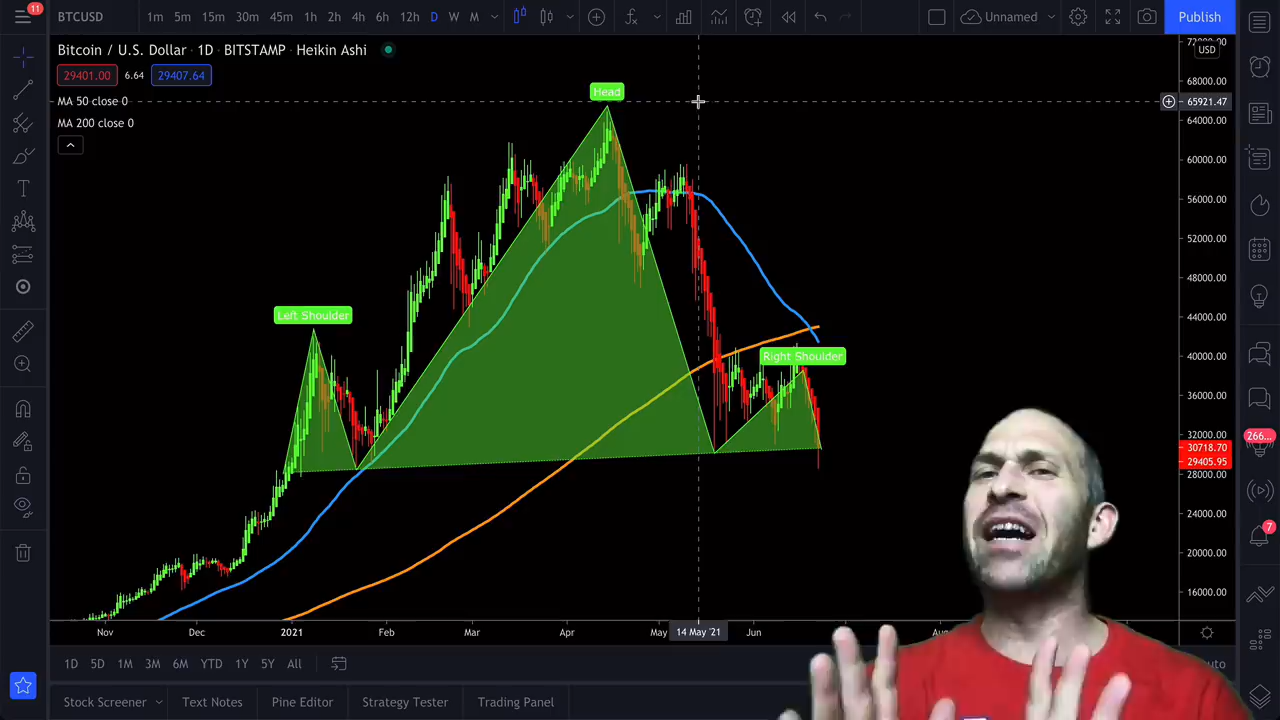 11
BTCUSD
1m 5m 15m 30m 45m 1h 2h 4h 6h 12h D W M
Unnamed
Publish
Bitcoin / U.S. Dollar · 1D · BITSTAMP · Heikin Ashi
29401.00 6.64 29407.64
MA 50 close 0
MA 200 close 0
Head
Left Shoulder
Right Shoulder
USD
68000.00
65921.47
64000.00
60000.00
56000.00
52000.00
48000.00
44000.00
40000.00
36000.00
32000.00
30718.70
29405.95
28000.00
24000.00
20000.00
16000.00
266...
7
Nov Dec 2021 Feb Mar Apr May 14 May '21 Jun
1D 5D 1M 3M 6M YTD 1Y 5Y All
Stock Screener Text Notes Pine Editor Strategy Tester Trading Panel